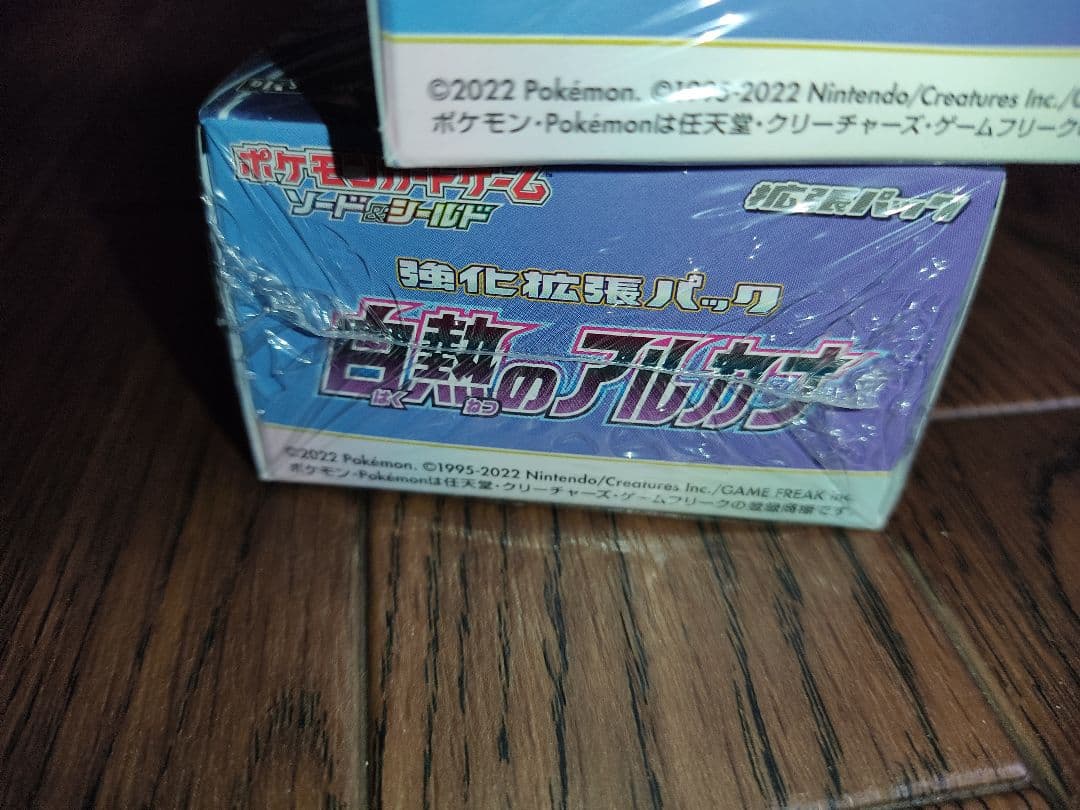 ©2022 Pokémon. ©1995-2022 Nintendo/Creatures Inc./G
ポケモン・Pokémonは任天堂・クリーチャーズ・ゲームフリークの
ポケモンカードゲーム
ソード&シールド
拡張パック
強化拡張パック
白熱のアルカナ
はく ねつ
©2022 Pokémon. ©1995-2022 Nintendo/Creatures Inc./GAME FREAK inc.
ポケモン・Pokémonは任天堂・クリーチャーズ・ゲームフリークの登録商標です